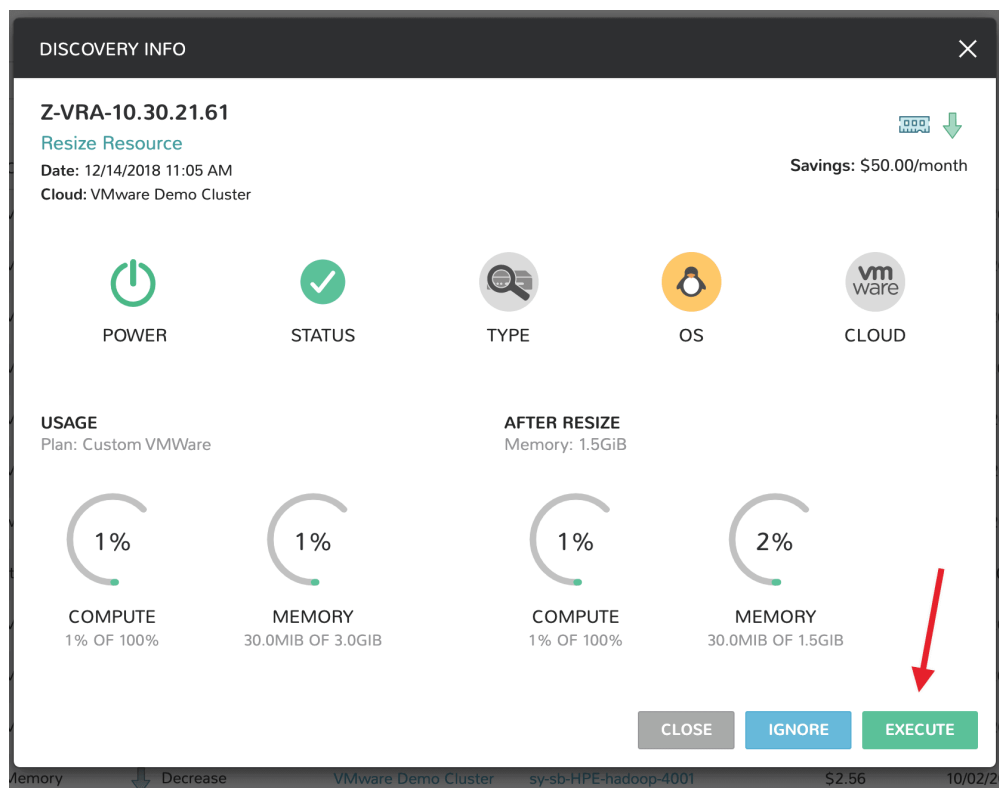 DISCOVERY INFO
Z-VRA-10.30.21.61
Resize Resource
Date: 12/14/2018 11:05 AM
Cloud: VMware Demo Cluster
Savings: $50.00/month
vm
ware
POWER
STATUS
TYPE
OS
CLOUD
USAGE
Plan: Custom VMWare
AFTER RESIZE
Memory: 1.5GiB
1%
1%
1%
2%
COMPUTE
MEMORY
COMPUTE
MEMORY
1% OF 100%
30.0MIB OF 3.0GIB
1% OF 100%
30.0MIB OF 1.5GIB
CLOSE
IGNORE
EXECUTE
Memory Decrease VMware Demo Cluster sy-sb-HPE-hadoop-4001 $2.56 10/02/2